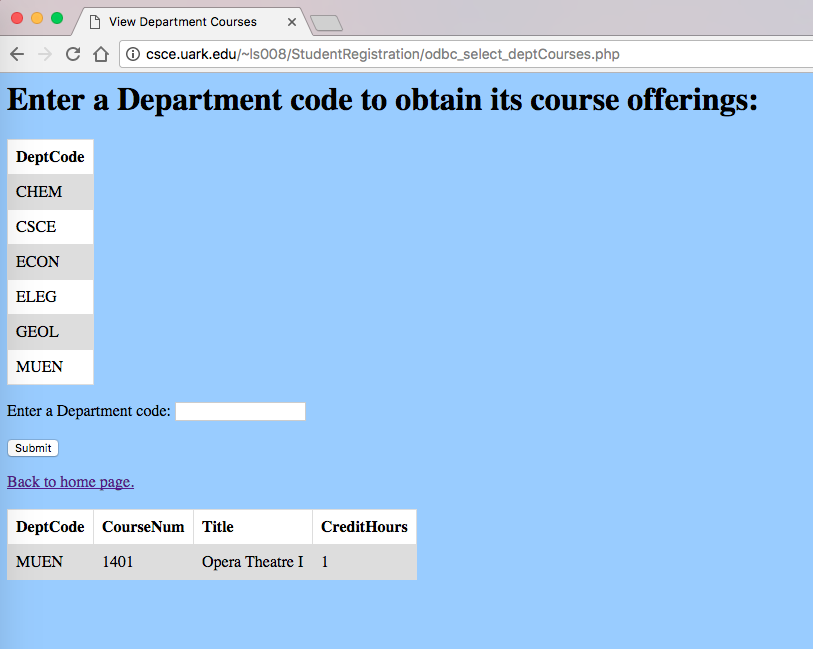 View Department Courses
csce.uark.edu/~ls008/StudentRegistration/odbc_select_deptCourses.php
Enter a Department code to obtain its course offerings:
DeptCode
CHEM
CSCE
ECON
ELEG
GEOL
MUEN
Enter a Department code:
Submit
Back to home page.
DeptCode CourseNum Title CreditHours
MUEN 1401 Opera Theatre I 1